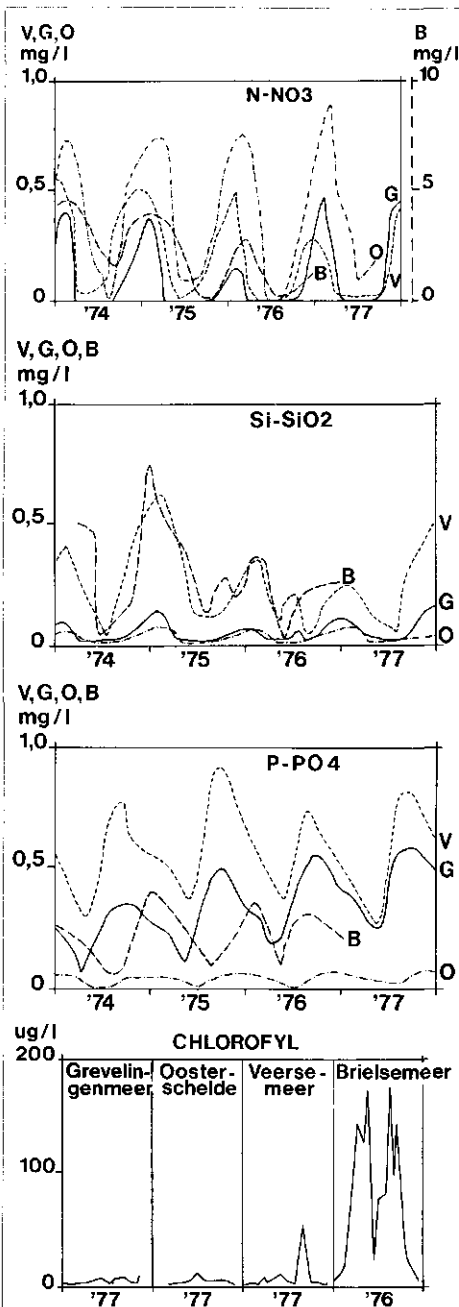 V,G,O B
mg/l mg/l
1,0 10
N-NO3
0,5 5
G
O
B V
0 0
'74 '75 '76 '77
V,G,O,B
mg/l
1,0
Si-SiO2
0,5 V
B
G
O
0
'74 '75 '76 '77
V,G,O,B
mg/l
1,0
P-PO4
V
0,5 G
B
O
0
'74 '75 '76 '77
ug/l CHLOROFYL
200
Grevelin- Ooster- Veerse- Brielsemeer
genmeer schelde meer
100
0
'77 '77 '77 '76